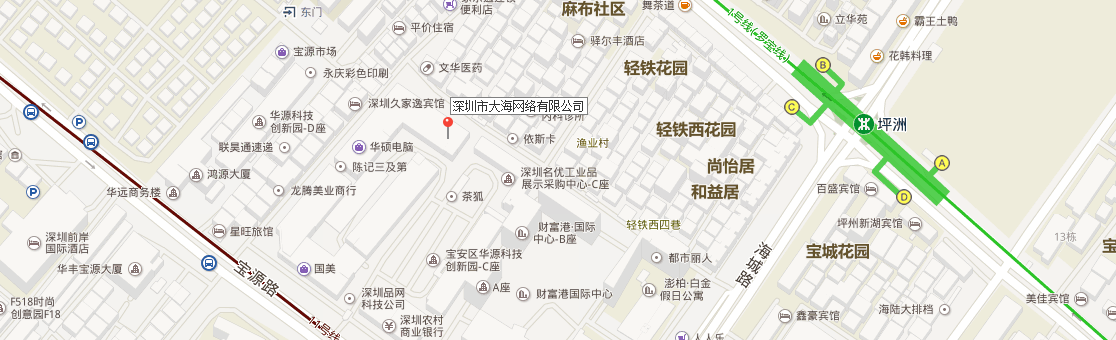 东门
便利店
平价住宿
麻布社区
舞茶道
1号线(罗宝线)
立华苑
霸王土鸭
花韩料理
宝源市场
驿尔丰酒店
永庆彩色印刷
文华医药
轻铁花园
B
深圳久家逸宾馆
深圳市大海网络有限公司
内科诊所
C
P
华源科技
创新园-D座
轻铁西花园
坪洲
联昊通速递
华硕电脑
依斯卡
渔业村
陈记三及第
尚怡居
A
鸿源大厦
深圳名优工业品
展示采购中心-C座
P
华远商务楼
龙腾美业商行
茶狐
和益居
百盛宾馆
D
星旺旅馆
财富港·国际
中心-B座
轻铁西四巷
坪州新湖宾馆
深圳前岸
国际酒店
13栋
宝
宝安区华源科技
创新园-C座
都市丽人
海城路
宝城花园
华丰宝源大厦
宝源路
国美
A座
财富港国际中心
澎柏·白金
假日公寓
F518时尚
创意园F18
深圳品网
科技公司
美佳宾馆
11号线
深圳农村
商业银行
鑫豪宾馆
海陆大排档
人人乐